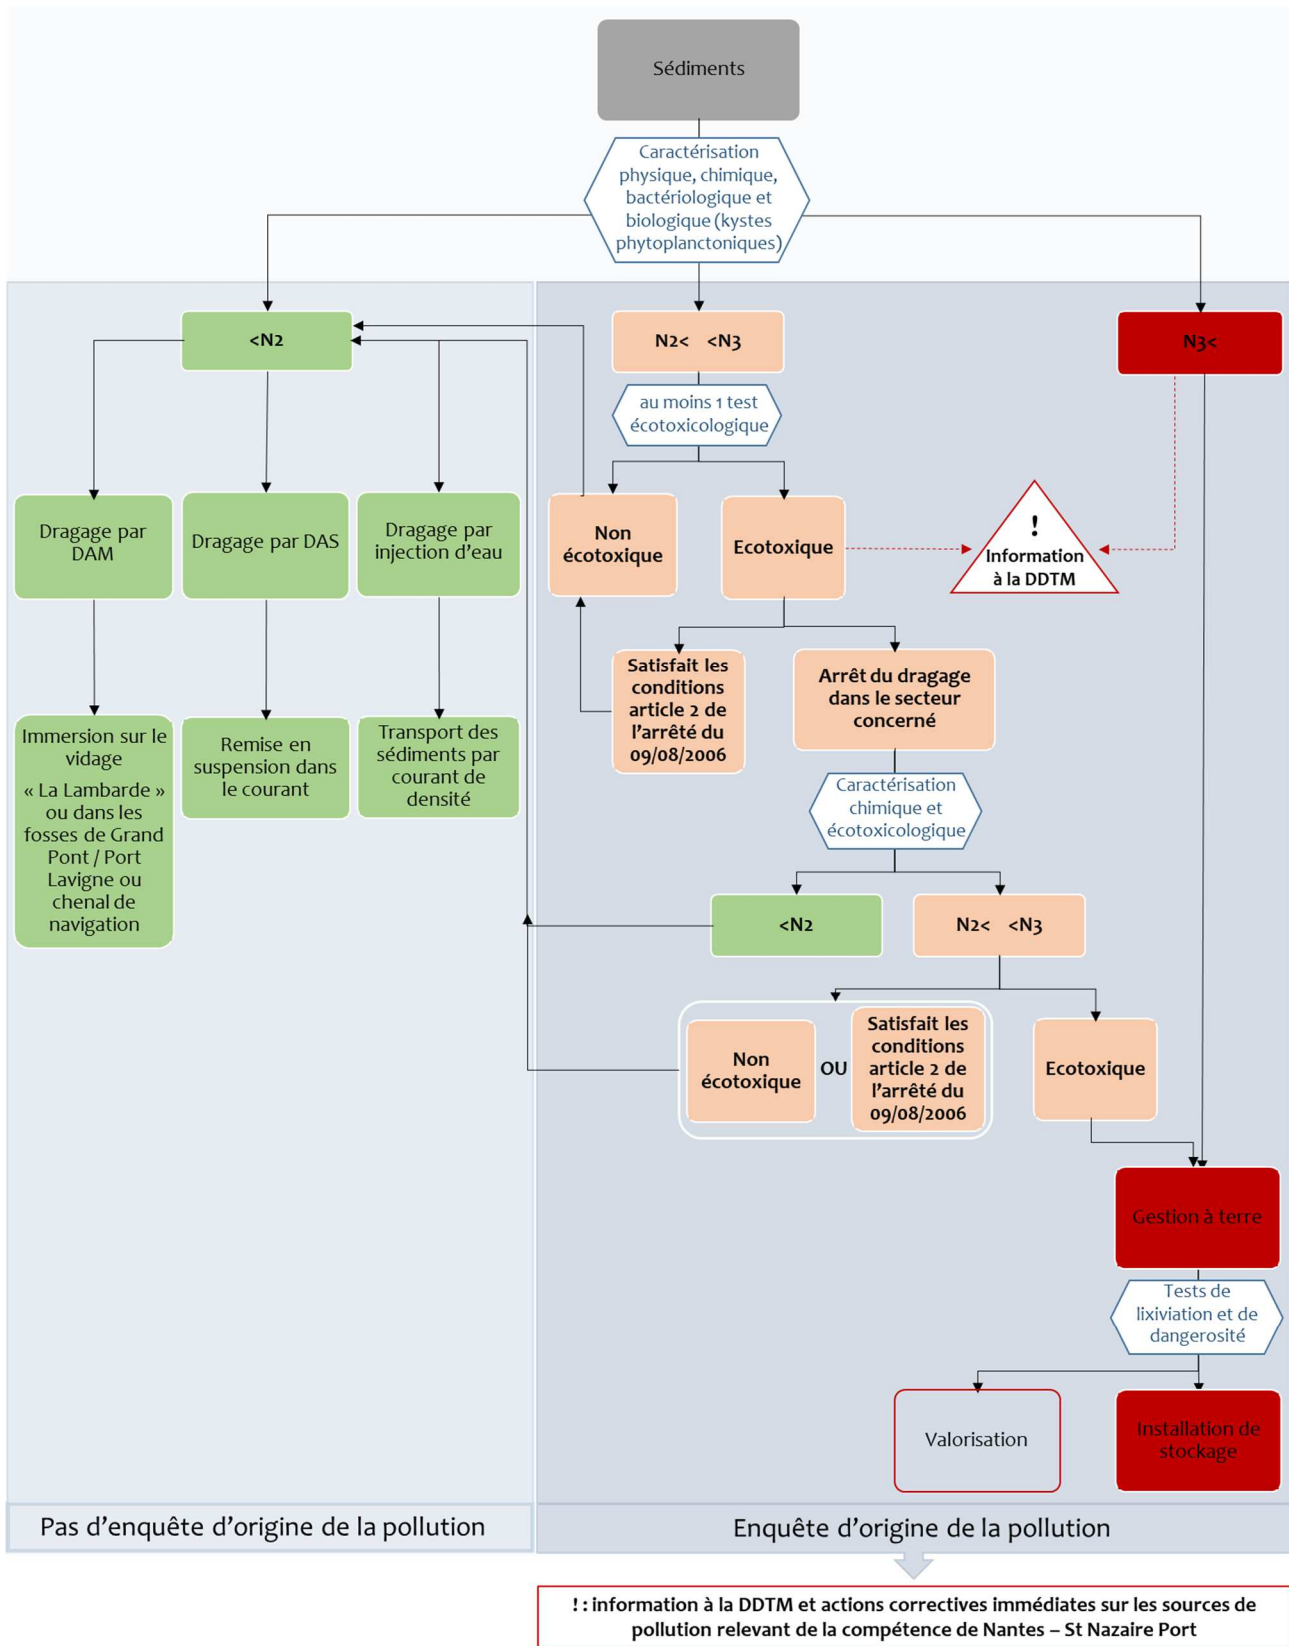 Sédiments
Caractérisation
physique, chimique,
bactériologique et
biologique (kystes
phytoplanctoniques)
<N2
N2<   <N3
N3<
au moins 1 test
écotoxicologique
Dragage par
DAM
Dragage par DAS
Dragage par
injection d'eau
Non
écotoxique
Ecotoxique
!
Information
à la DDTM
Satisfait les
conditions
article 2 de
l'arrêté du
09/08/2006
Arrêt du dragage
dans le secteur
concerné
Immersion sur le
vidage
« La Lambarde »
ou dans les
fosses de Grand
Pont / Port
Lavigne ou
chenal de
navigation
Remise en
suspension dans
le courant
Transport des
sédiments par
courant de
densité
Caractérisation
chimique et
écotoxicologique
<N2
N2<   <N3
Non
écotoxique
OU
Satisfait les
conditions
article 2 de
l'arrêté du
09/08/2006
Ecotoxique
Gestion à terre
Tests de
lixiviation et de
dangerosité
Valorisation
Installation de
stockage
Pas d'enquête d'origine de la pollution
Enquête d'origine de la pollution
! : information à la DDTM et actions correctives immédiates sur les sources de
pollution relevant de la compétence de Nantes – St Nazaire Port